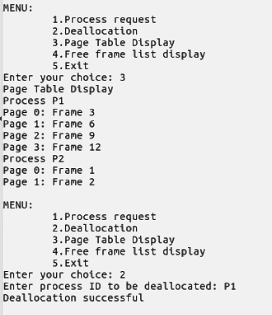 MENU:
1.Process request
2.Deallocation
3.Page Table Display
4.Free frame list display
5.Exit
Enter your choice: 3
Page Table Display
Process P1
Page 0: Frame 3
Page 1: Frame 6
Page 2: Frame 9
Page 3: Frame 12
Process P2
Page 0: Frame 1
Page 1: Frame 2
MENU:
1.Process request
2.Deallocation
3.Page Table Display
4.Free frame list display
5.Exit
Enter your choice: 2
Enter process ID to be deallocated: P1
Deallocation successful